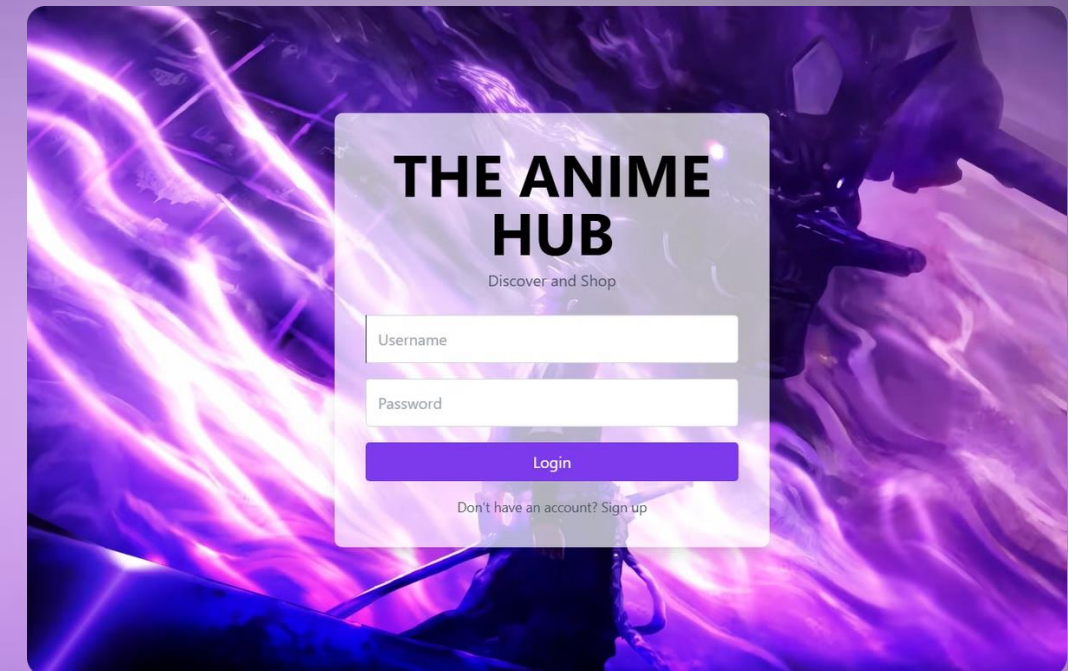 THE ANIME
HUB
Discover and Shop
Username
Password
Login
Don't have an account? Sign up